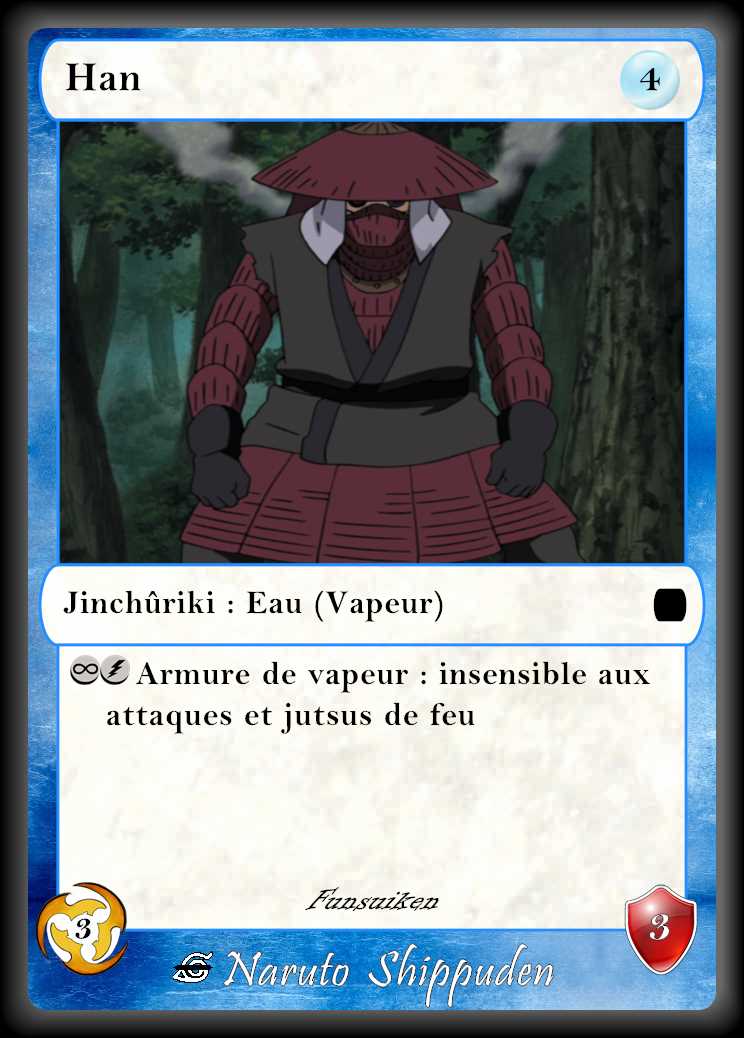 Han
4
Jinchûriki : Eau (Vapeur)
Armure de vapeur : insensible aux
attaques et jutsus de feu
Funsuiken
3
3
Naruto Shippuden